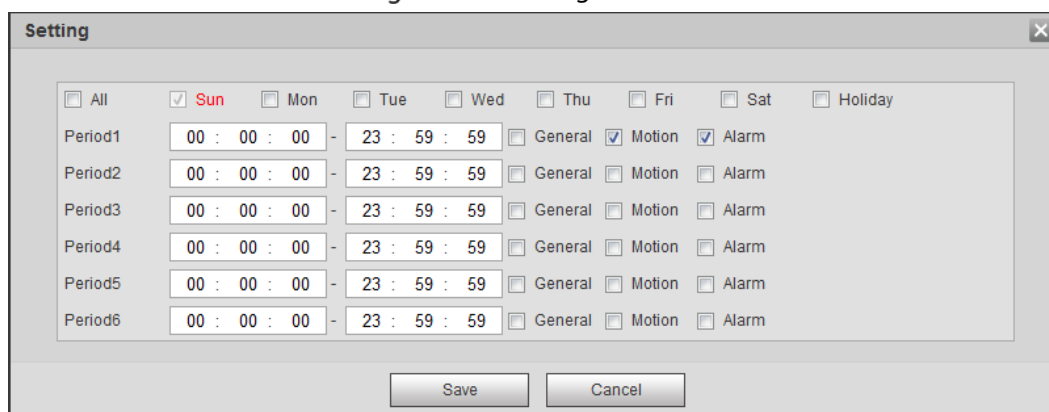 Setting
All Sun Mon Tue Wed Thu Fri Sat Holiday
Period1 00 : 00 : 00 - 23 : 59 : 59 General Motion Alarm
Period2 00 : 00 : 00 - 23 : 59 : 59 General Motion Alarm
Period3 00 : 00 : 00 - 23 : 59 : 59 General Motion Alarm
Period4 00 : 00 : 00 - 23 : 59 : 59 General Motion Alarm
Period5 00 : 00 : 00 - 23 : 59 : 59 General Motion Alarm
Period6 00 : 00 : 00 - 23 : 59 : 59 General Motion Alarm
Save Cancel